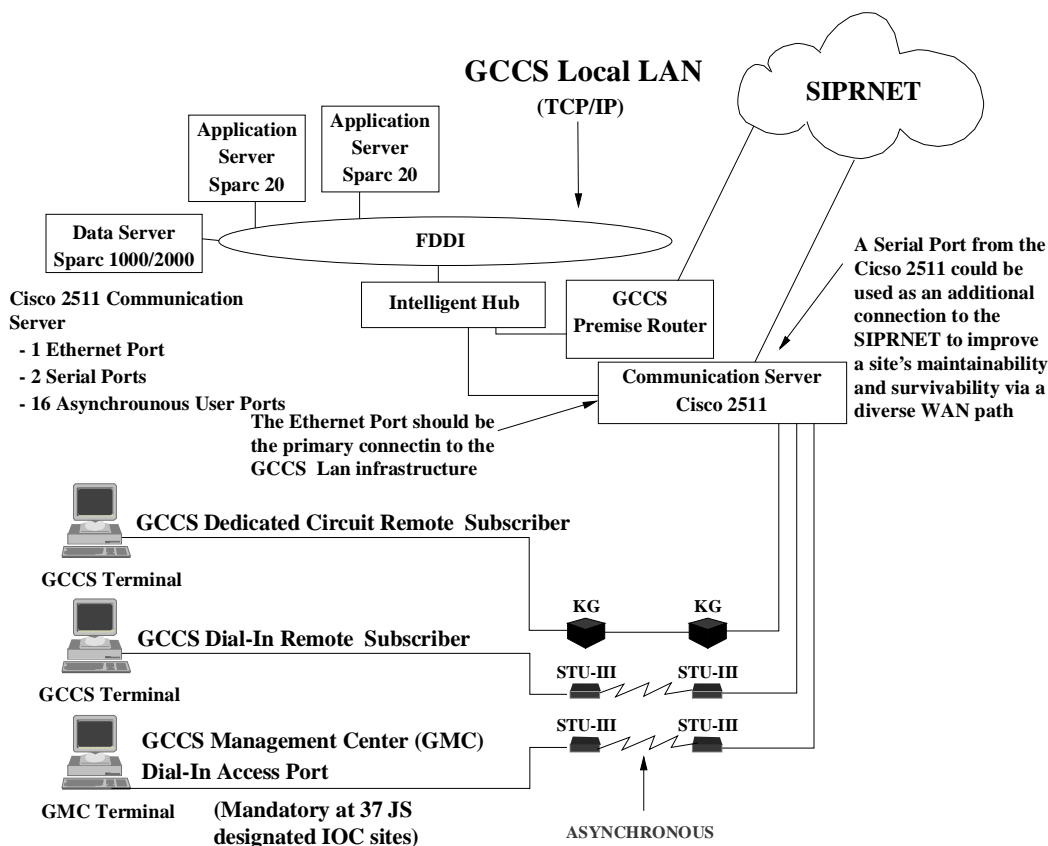 GCCS Local LAN
(TCP/IP)
SIPRNET
Application
Server
Sparc 20
Application
Server
Sparc 20
Data Server
Sparc 1000/2000
FDDI
Intelligent Hub
GCCS
Premise Router
A Serial Port from the
Cicso 2511 could be
used as an additional
connection to the
SIPRNET to improve
a site's maintainability
and survivability via a
diverse WAN path
Cisco 2511 Communication
Server
- 1 Ethernet Port
- 2 Serial Ports
- 16 Asynchrounous User Ports
Communication Server
Cisco 2511
The Ethernet Port should be
the primary connectin to the
GCCS Lan infrastructure
GCCS Dedicated Circuit Remote Subscriber
GCCS Terminal
KG
KG
GCCS Dial-In Remote Subscriber
GCCS Terminal
STU-III
STU-III
GCCS Management Center (GMC)
Dial-In Access Port
STU-III
STU-III
GMC Terminal
(Mandatory at 37 JS
designated IOC sites)
ASYNCHRONOUS